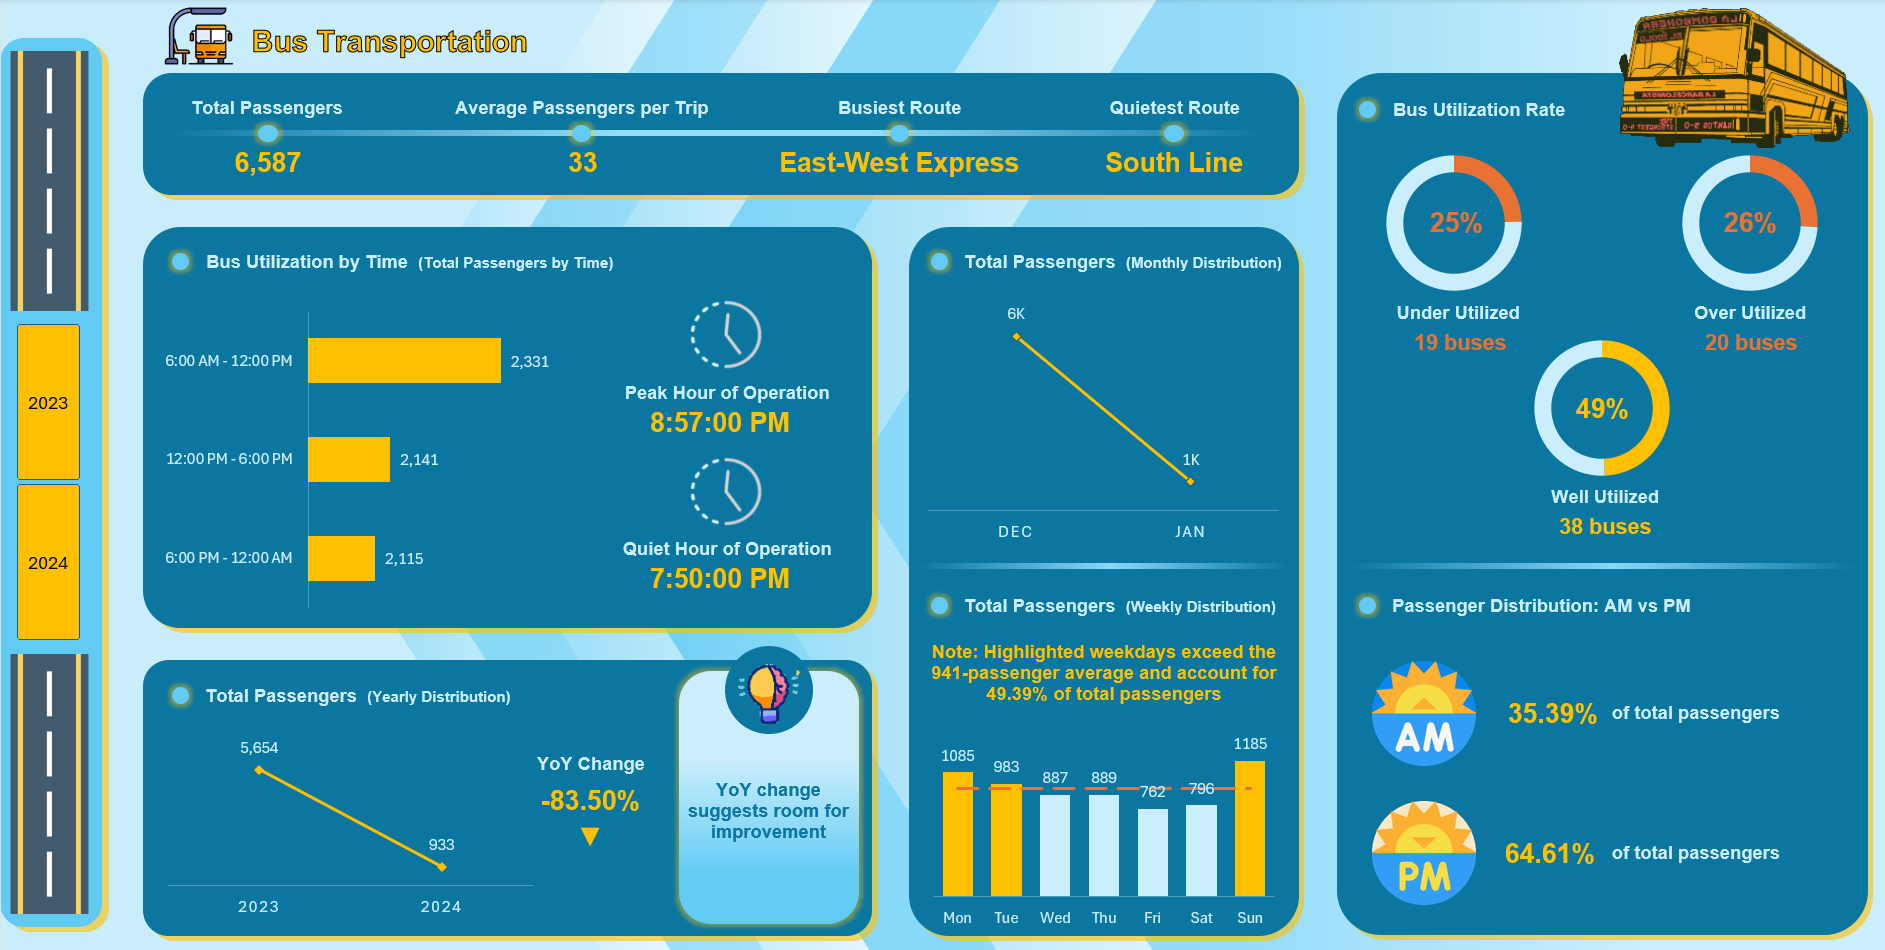 Bus Transportation
Total Passengers
6,587
Average Passengers per Trip
33
Busiest Route
East-West Express
Quietest Route
South Line
2023
2024
Bus Utilization by Time (Total Passengers by Time)
6:00 AM - 12:00 PM
2,331
12:00 PM - 6:00 PM
2,141
6:00 PM - 12:00 AM
2,115
Peak Hour of Operation
8:57:00 PM
Quiet Hour of Operation
7:50:00 PM
Total Passengers (Yearly Distribution)
5,654
933
2023
2024
YoY Change
-83.50%
▼
YoY change
suggests room for
improvement
Total Passengers (Monthly Distribution)
6K
1K
DEC
JAN
Total Passengers (Weekly Distribution)
Note: Highlighted weekdays exceed the
941-passenger average and account for
49.39% of total passengers
1085
983
887
889
762
796
1185
Mon
Tue
Wed
Thu
Fri
Sat
Sun
Bus Utilization Rate
25%
Under Utilized
19 buses
26%
Over Utilized
20 buses
49%
Well Utilized
38 buses
Passenger Distribution: AM vs PM
AM
35.39% of total passengers
PM
64.61% of total passengers